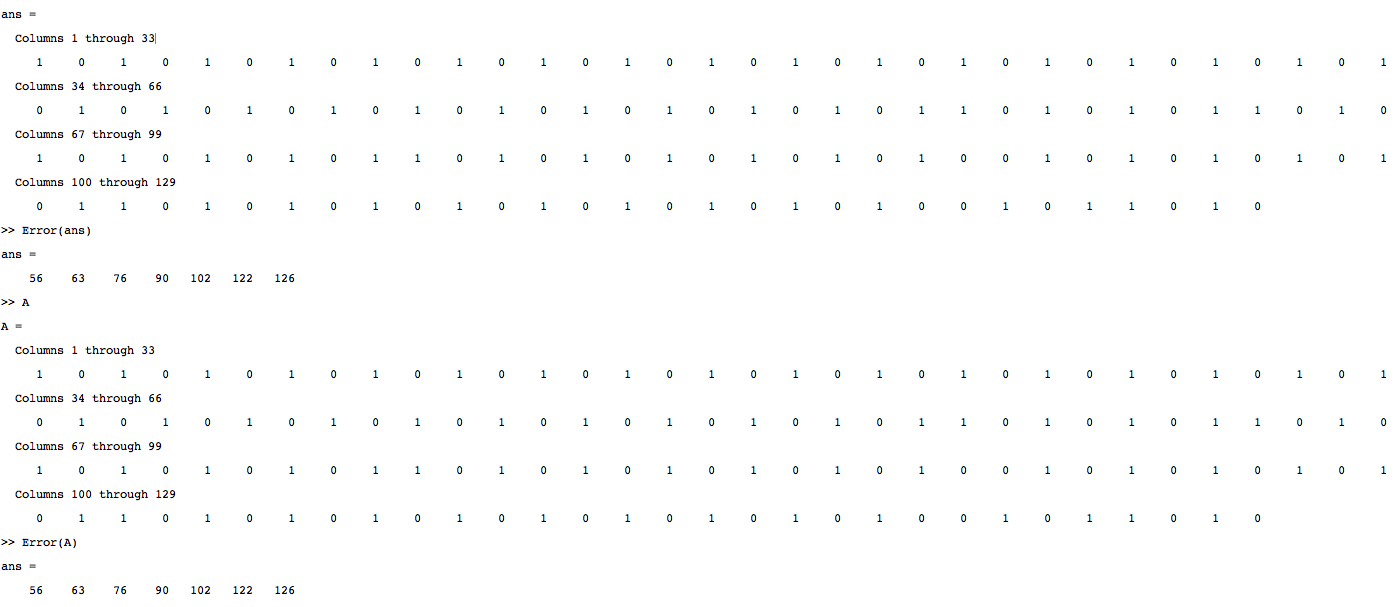 ans =
Columns 1 through 33
1 0 1 0 1 0 1 0 1 0 1 0 1 0 1 0 1 0 1 0 1 0 1 0 1 0 1 0 1 0 1 0 1
Columns 34 through 66
0 1 0 1 0 1 0 1 0 1 0 1 0 1 0 1 0 1 0 1 0 1 1 0 1 0 1 0 1 1 0 1 0
Columns 67 through 99
1 0 1 0 1 0 1 0 1 1 0 1 0 1 0 1 0 1 0 1 0 1 0 0 1 0 1 0 1 0 1 0 1
Columns 100 through 129
0 1 1 0 1 0 1 0 1 0 1 0 1 0 1 0 1 0 1 0 1 0 0 1 0 1 1 0 1 0
>> Error(ans)
ans =
56 63 76 90 102 122 126
>> A
A =
Columns 1 through 33
1 0 1 0 1 0 1 0 1 0 1 0 1 0 1 0 1 0 1 0 1 0 1 0 1 0 1 0 1 0 1 0 1
Columns 34 through 66
0 1 0 1 0 1 0 1 0 1 0 1 0 1 0 1 0 1 0 1 0 1 1 0 1 0 1 0 1 1 0 1 0
Columns 67 through 99
1 0 1 0 1 0 1 0 1 1 0 1 0 1 0 1 0 1 0 1 0 1 0 0 1 0 1 0 1 0 1 0 1
Columns 100 through 129
0 1 1 0 1 0 1 0 1 0 1 0 1 0 1 0 1 0 1 0 1 0 0 1 0 1 1 0 1 0
>> Error(A)
ans =
56 63 76 90 102 122 126